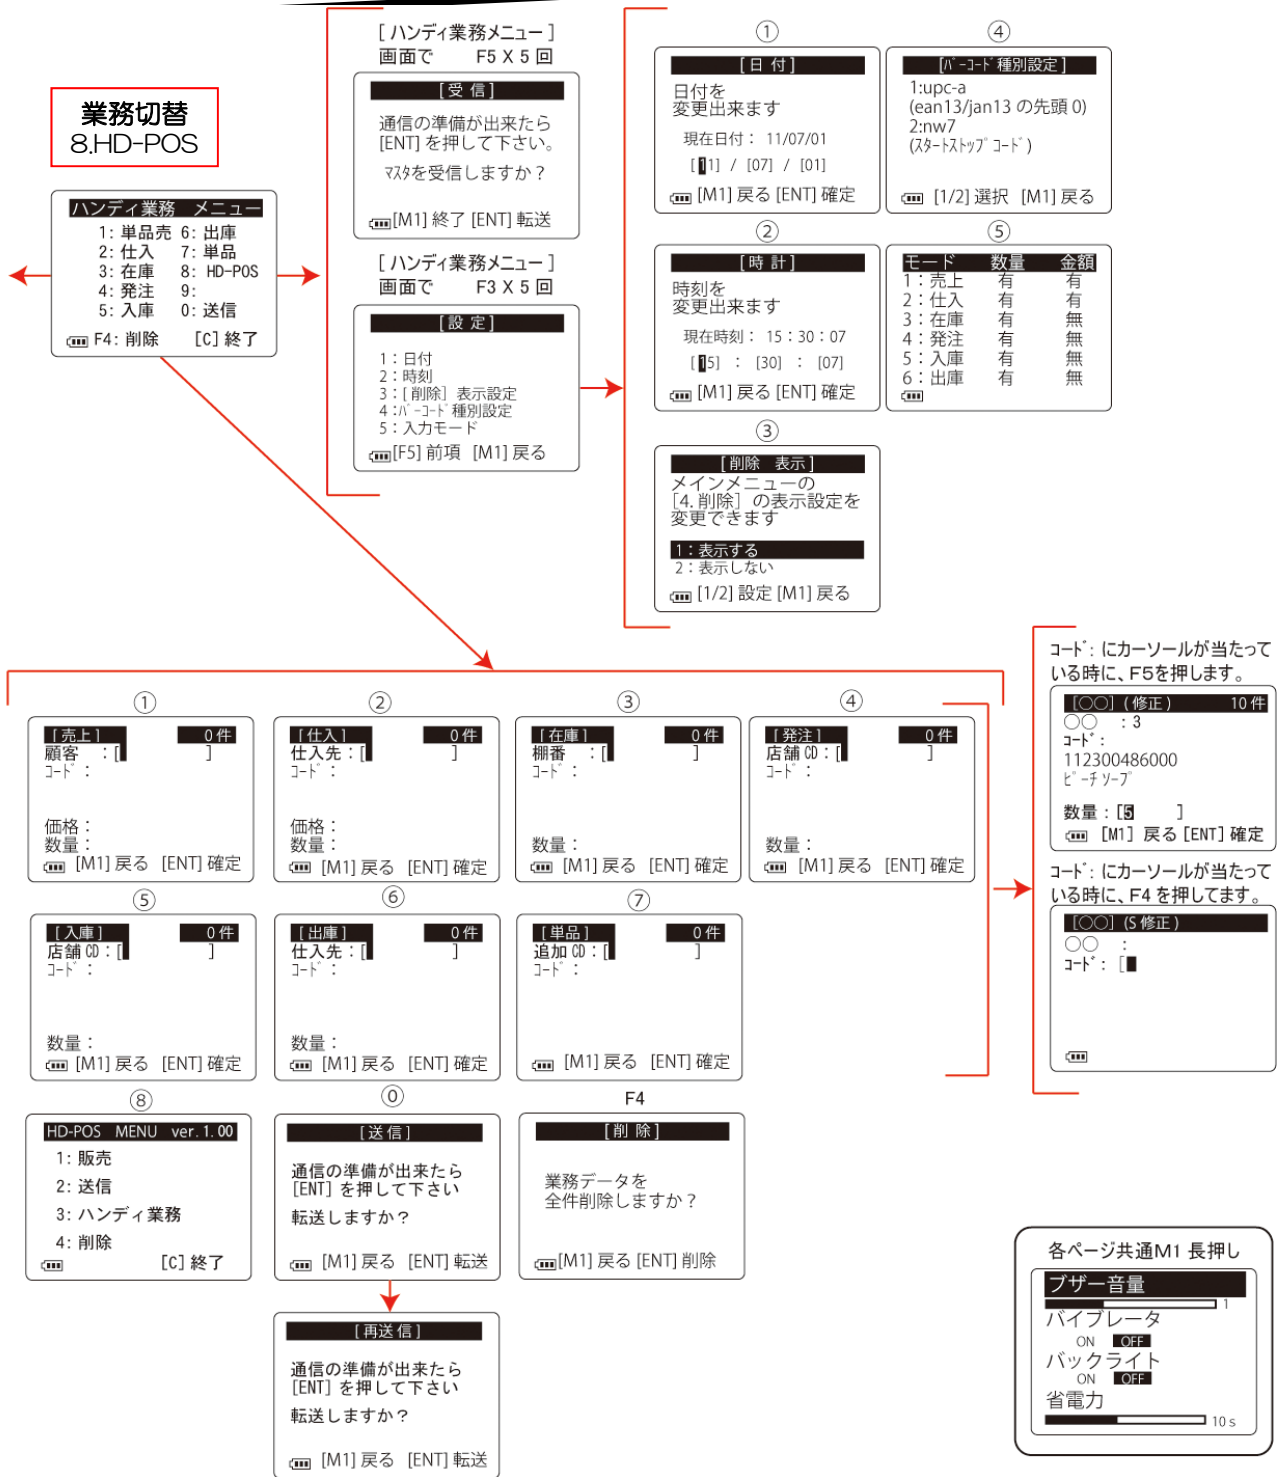 業務切替
8.HD-POS
ハンディ業務 メニュー
1: 単品売 6: 出庫
2: 仕入 7: 単品
3: 在庫 8: HD-POS
4: 発注 9:
5: 入庫 0: 送信
F4: 削除 [C] 終了
[ ハンディ業務メニュー ]
画面で F5 X 5 回
[ 受 信 ]
通信の準備が出来たら
[ENT] を押して下さい。
ﾏｽﾀを受信しますか？
[M1] 終了 [ENT] 転送
[ ハンディ業務メニュー ]
画面で F3 X 5 回
[ 設 定 ]
1：日付
2：時刻
3：[ 削除］表示設定
4：ﾊﾞｰｺｰﾄﾞ種別設定
5：入力モード
[F5] 前項 [M1] 戻る
①
[ 日 付 ]
日付を
変更出来ます
現在日付： 11/07/01
[11] / [07] / [01]
[M1] 戻る [ENT] 確定
②
[ 時 計 ]
時刻を
変更出来ます
現在時刻： 15：30：07
[15] ： [30] ： [07]
[M1] 戻る [ENT] 確定
③
[ 削除 表示 ]
メインメニューの
［4. 削除］の表示設定を
変更できます
1：表示する
2：表示しない
[1/2] 設定 [M1] 戻る
④
[ﾊﾞｰｺｰﾄﾞ種別設定 ]
1:upc-a
(ean13/jan13 の先頭 0)
2:nw7
(ｽﾀｰﾄｽﾄｯﾌﾟｺｰﾄﾞ)
[1/2] 選択 [M1] 戻る
⑤
モード 数量 金額
1：売上 有 有
2：仕入 有 有
3：在庫 有 無
4：発注 有 無
5：入庫 有 無
6：出庫 有 無
①
[ 売上 ] 0 件
顧客 ：[ ]
ｺｰﾄﾞ：
価格：
数量：
[M1] 戻る [ENT] 確定
②
[ 仕入 ] 0 件
仕入先：[ ]
ｺｰﾄﾞ：
価格：
数量：
[M1] 戻る [ENT] 確定
③
[ 在庫 ] 0 件
棚番 ：[ ]
ｺｰﾄﾞ：
数量：
[M1] 戻る [ENT] 確定
④
[ 発注 ] 0 件
店舗 CD：[ ]
ｺｰﾄﾞ：
数量：
[M1] 戻る [ENT] 確定
⑤
[ 入庫 ] 0 件
店舗 CD：[ ]
ｺｰﾄﾞ：
数量：
[M1] 戻る [ENT] 確定
⑥
[ 出庫 ] 0 件
仕入先：[ ]
ｺｰﾄﾞ：
数量：
[M1] 戻る [ENT] 確定
⑦
[ 単品 ] 0 件
追加 CD：[ ]
ｺｰﾄﾞ：
[M1] 戻る [ENT] 確定
ｺｰﾄﾞ: にカーソールが当たって
いる時に、F5を押します。
［〇〇］( 修正 ) 10 件
〇〇 ：3
ｺｰﾄﾞ：
112300486000
ﾋﾟｰﾁｿｰﾌﾟ
数量：[5 ]
[M1] 戻る [ENT] 確定
ｺｰﾄﾞ: にカーソールが当たって
いる時に、F4 を押してます。
［〇〇］(S 修正 )
〇〇 ：
ｺｰﾄﾞ：［
⑧
HD-POS MENU ver. 1. 00
1: 販売
2: 送信
3: ハンディ業務
4: 削除
[C] 終了
⓪
[ 送 信 ]
通信の準備が出来たら
[ENT] を押して下さい
転送しますか？
[M1] 戻る [ENT] 転送
F4
[ 削 除 ]
業務データを
全件削除しますか？
[M1] 戻る [ENT] 削除
[ 再送 信 ]
通信の準備が出来たら
[ENT] を押して下さい
転送しますか？
[M1] 戻る [ENT] 転送
各ページ共通M1 長押し
ブザー音量
1
バイブレータ
ON OFF
バックライト
ON OFF
省電力
10 s